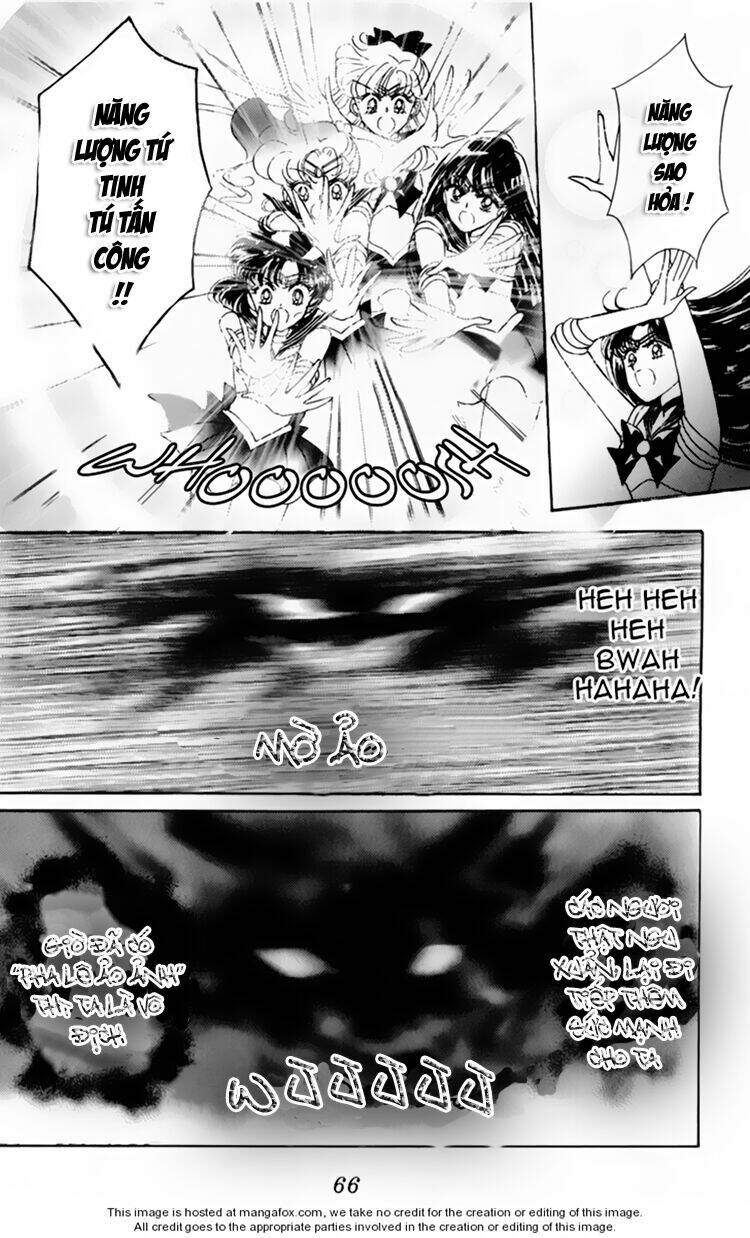 NĂNG
LƯỢNG
SAO
HỎA !
NĂNG
LƯỢNG TỨ
TINH
TÚ TẤN
CÔNG
!!
WHOOOOOOSH
HEH HEH
HEH
BWAH
HAHAHA!
MỜ ẢO
CÁC NGƯƠI
THẬT NGU
XUẨN, LẠI ĐI
TIẾP THÊM
SỨC MẠNH
CHO TA
GIỜ ĐÃ CÓ
"PHA LÊ ẢO ẢNH"
THÌ TA LÀ VÔ
ĐỊCH
66
This image is hosted at mangafox.com, we take no credit for the creation or editing of this image.
All credit goes to the appropriate parties involved in the creation or editing of this image.